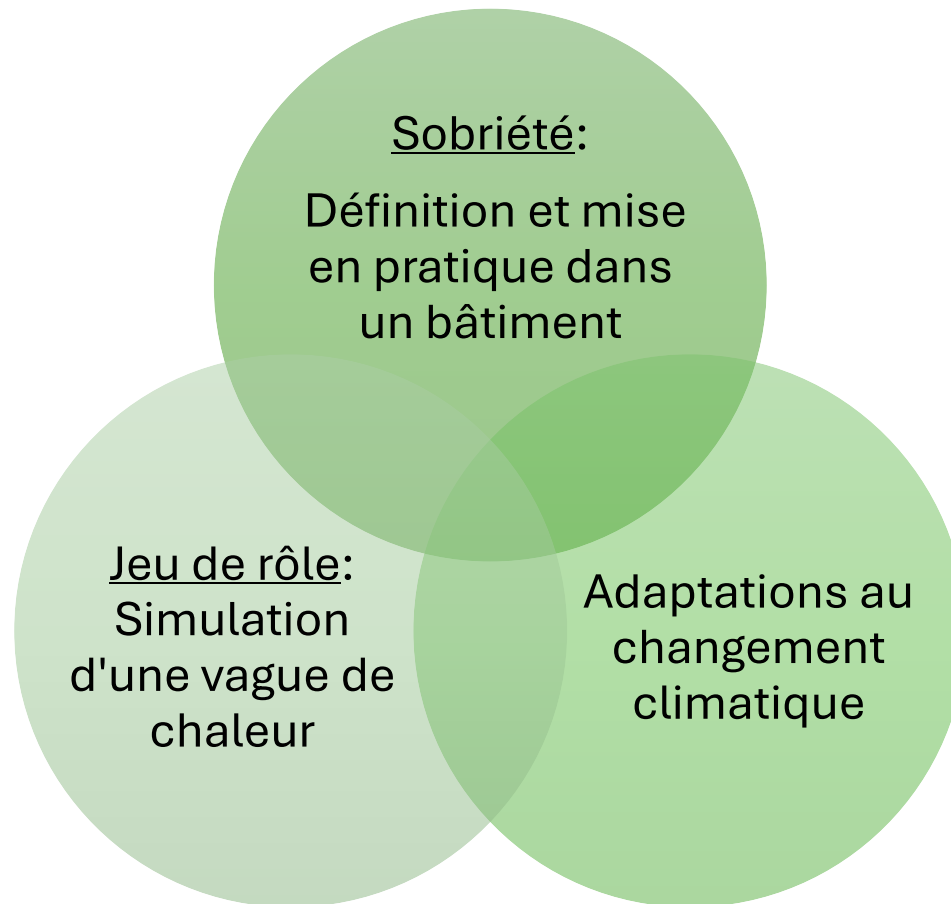 Sobriété:
Définition et mise
en pratique dans
un bâtiment
Jeu de rôle:
Simulation
d'une vague de
chaleur
Adaptations au
changement
climatique